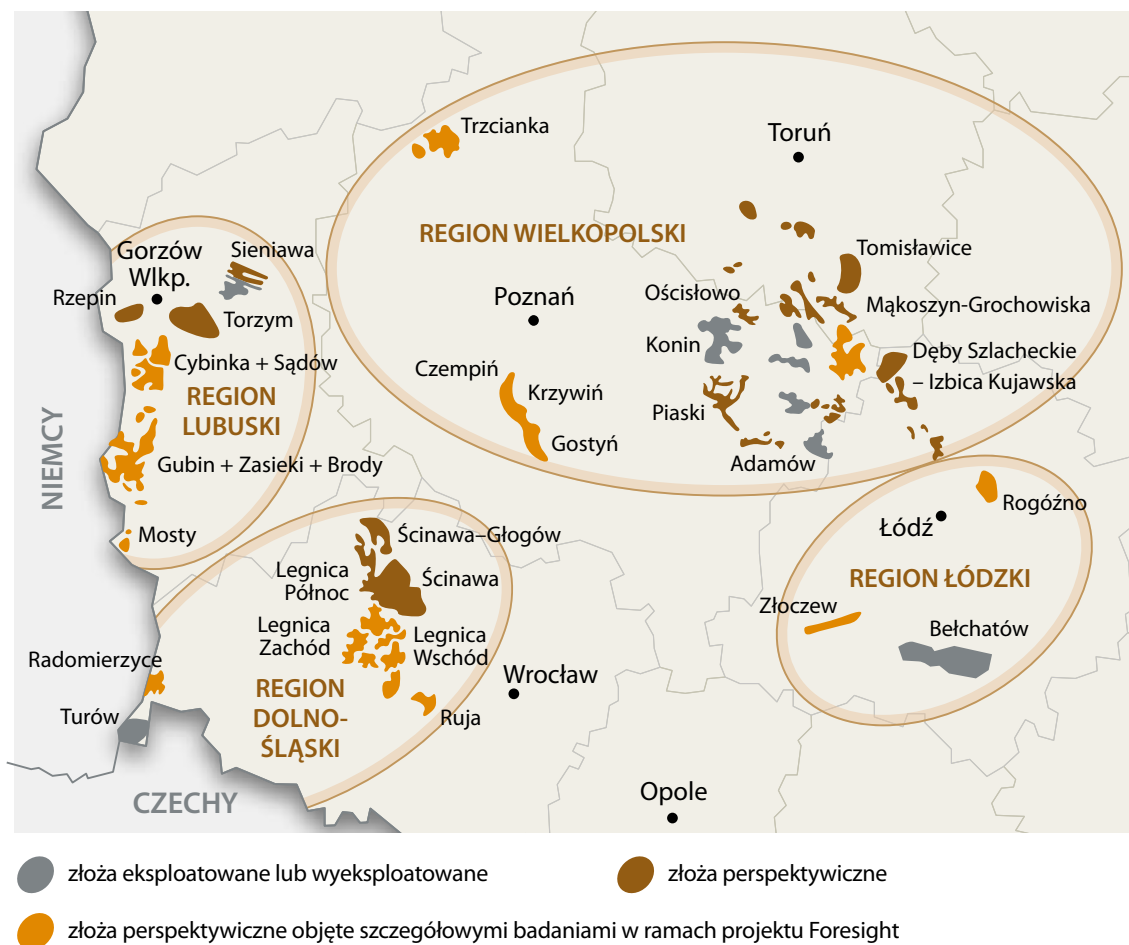 Trzcianka
Toruń
REGION WIELKOPOLSKI
Gorzów
Wlkp.
Sieniawa
Tomisławice
Rzepin
Torzym
Poznań
Ościsłowo
Mąkoszyn-Grochowiska
Konin
Cybinka + Sądów
Czempiń
Dęby Szlacheckie
– Izbica Kujawska
REGION
LUBUSKI
Krzywiń
Piaski
Gostyń
Adamów
NIEMCY
Gubin + Zasieki + Brody
Rogóźno
Mosty
Ścinawa–Głogów
Łódź
Legnica
Północ
Ścinawa
REGION ŁÓDZKI
Złoczew
Legnica
Zachód
Legnica
Wschód
Bełchatów
Radomierzyce
Wrocław
REGION
DOLNO-
ŚLĄSKI
Turów
Ruja
CZECHY
Opole
złoża eksploatowane lub wyeksploatowane
złoża perspektywiczne
złoża perspektywiczne objęte szczegółowymi badaniami w ramach projektu Foresight